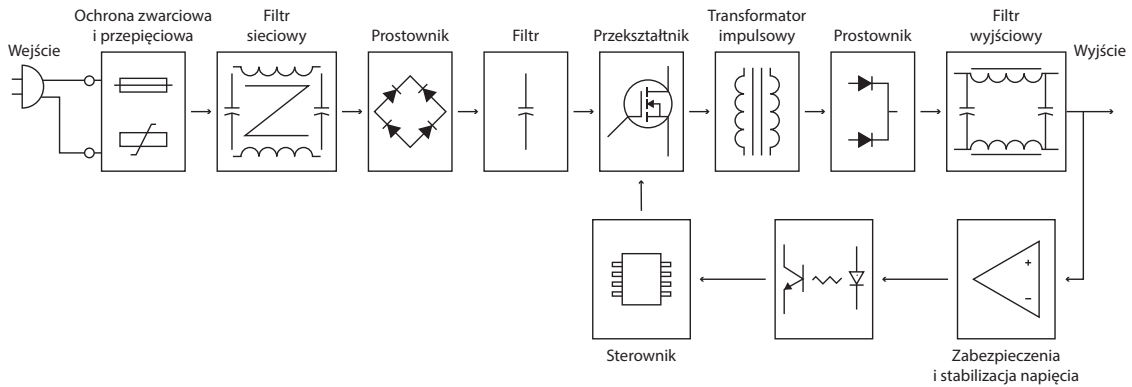 Wejście
Ochrona zwarciowa
i przepięciowa
Filtr
sieciowy
Prostownik
Filtr
Przekształtnik
Transformator
impulsowy
Prostownik
Filtr
wyjściowy
Wyjście
Sterownik
+
−
Zabezpieczenia
i stabilizacja napięcia